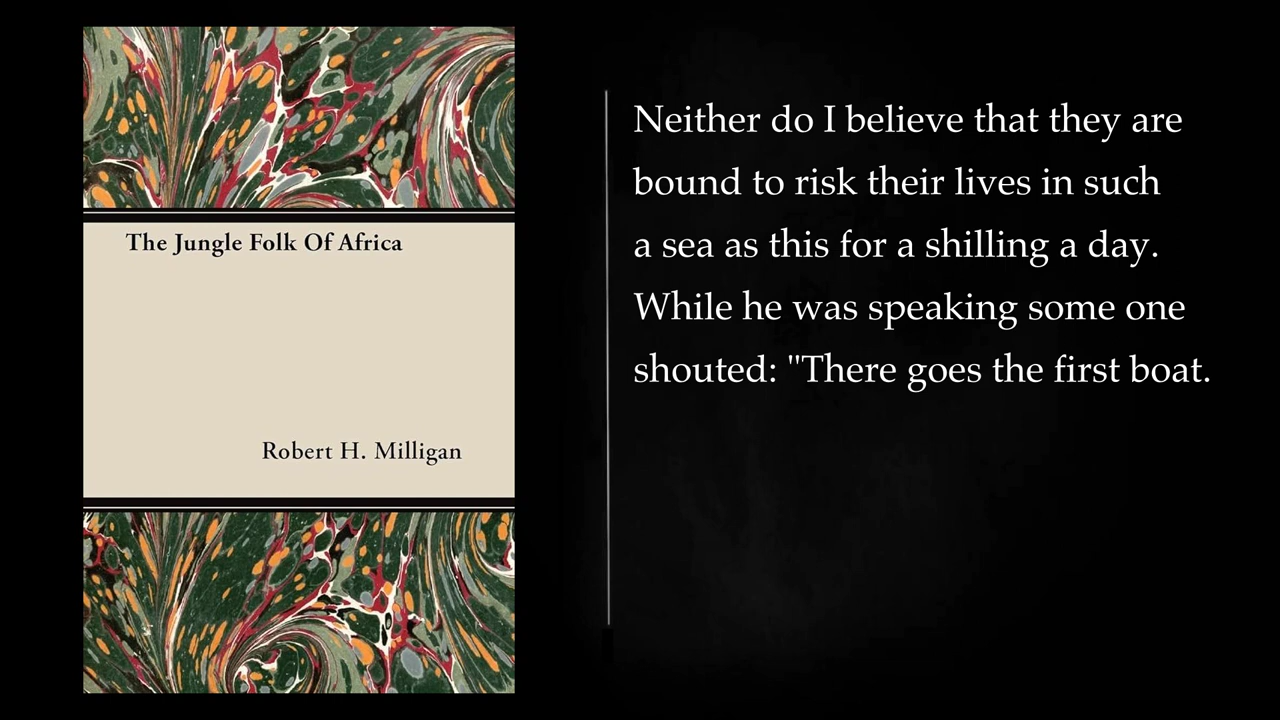 The Jungle Folk Of Africa
Robert H. Milligan
Neither do I believe that they are
bound to risk their lives in such
a sea as this for a shilling a day.
While he was speaking some one
shouted: "There goes the first boat.